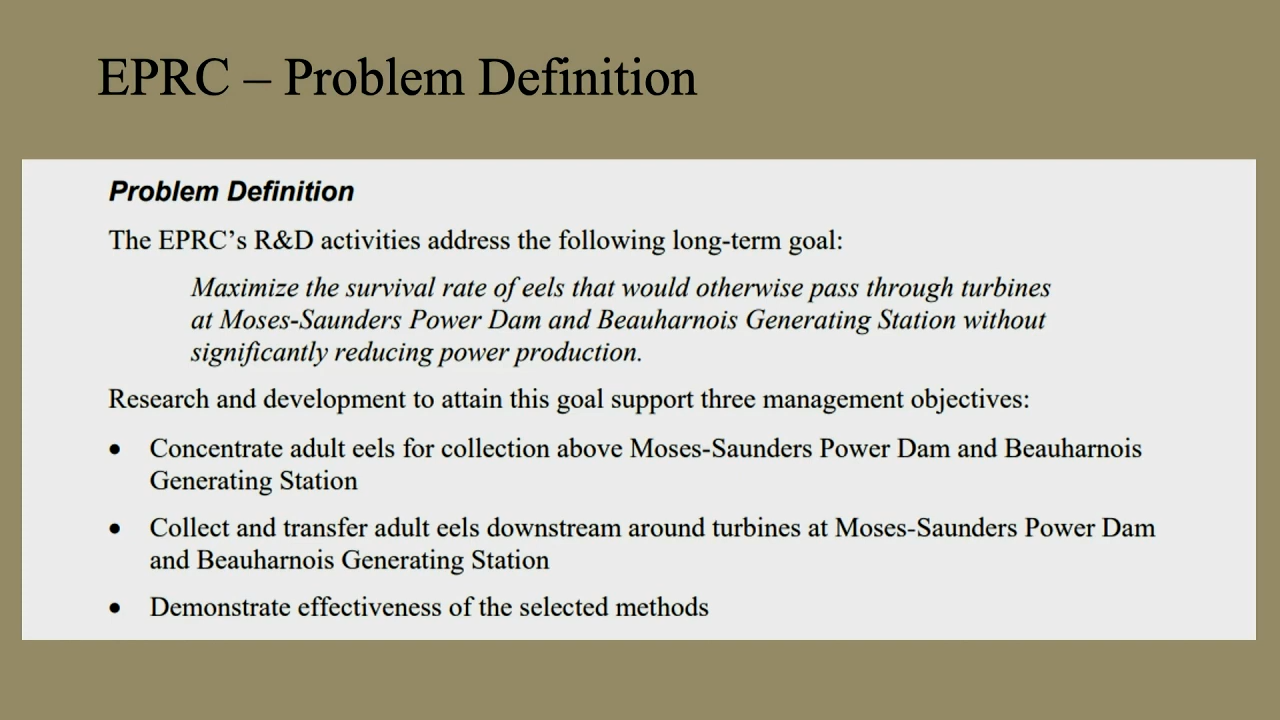 EPRC – Problem Definition
Problem Definition
The EPRC’s R&D activities address the following long-term goal:
Maximize the survival rate of eels that would otherwise pass through turbines
at Moses-Saunders Power Dam and Beauharnois Generating Station without
significantly reducing power production.
Research and development to attain this goal support three management objectives:
• Concentrate adult eels for collection above Moses-Saunders Power Dam and Beauharnois
Generating Station
• Collect and transfer adult eels downstream around turbines at Moses-Saunders Power Dam
and Beauharnois Generating Station
• Demonstrate effectiveness of the selected methods